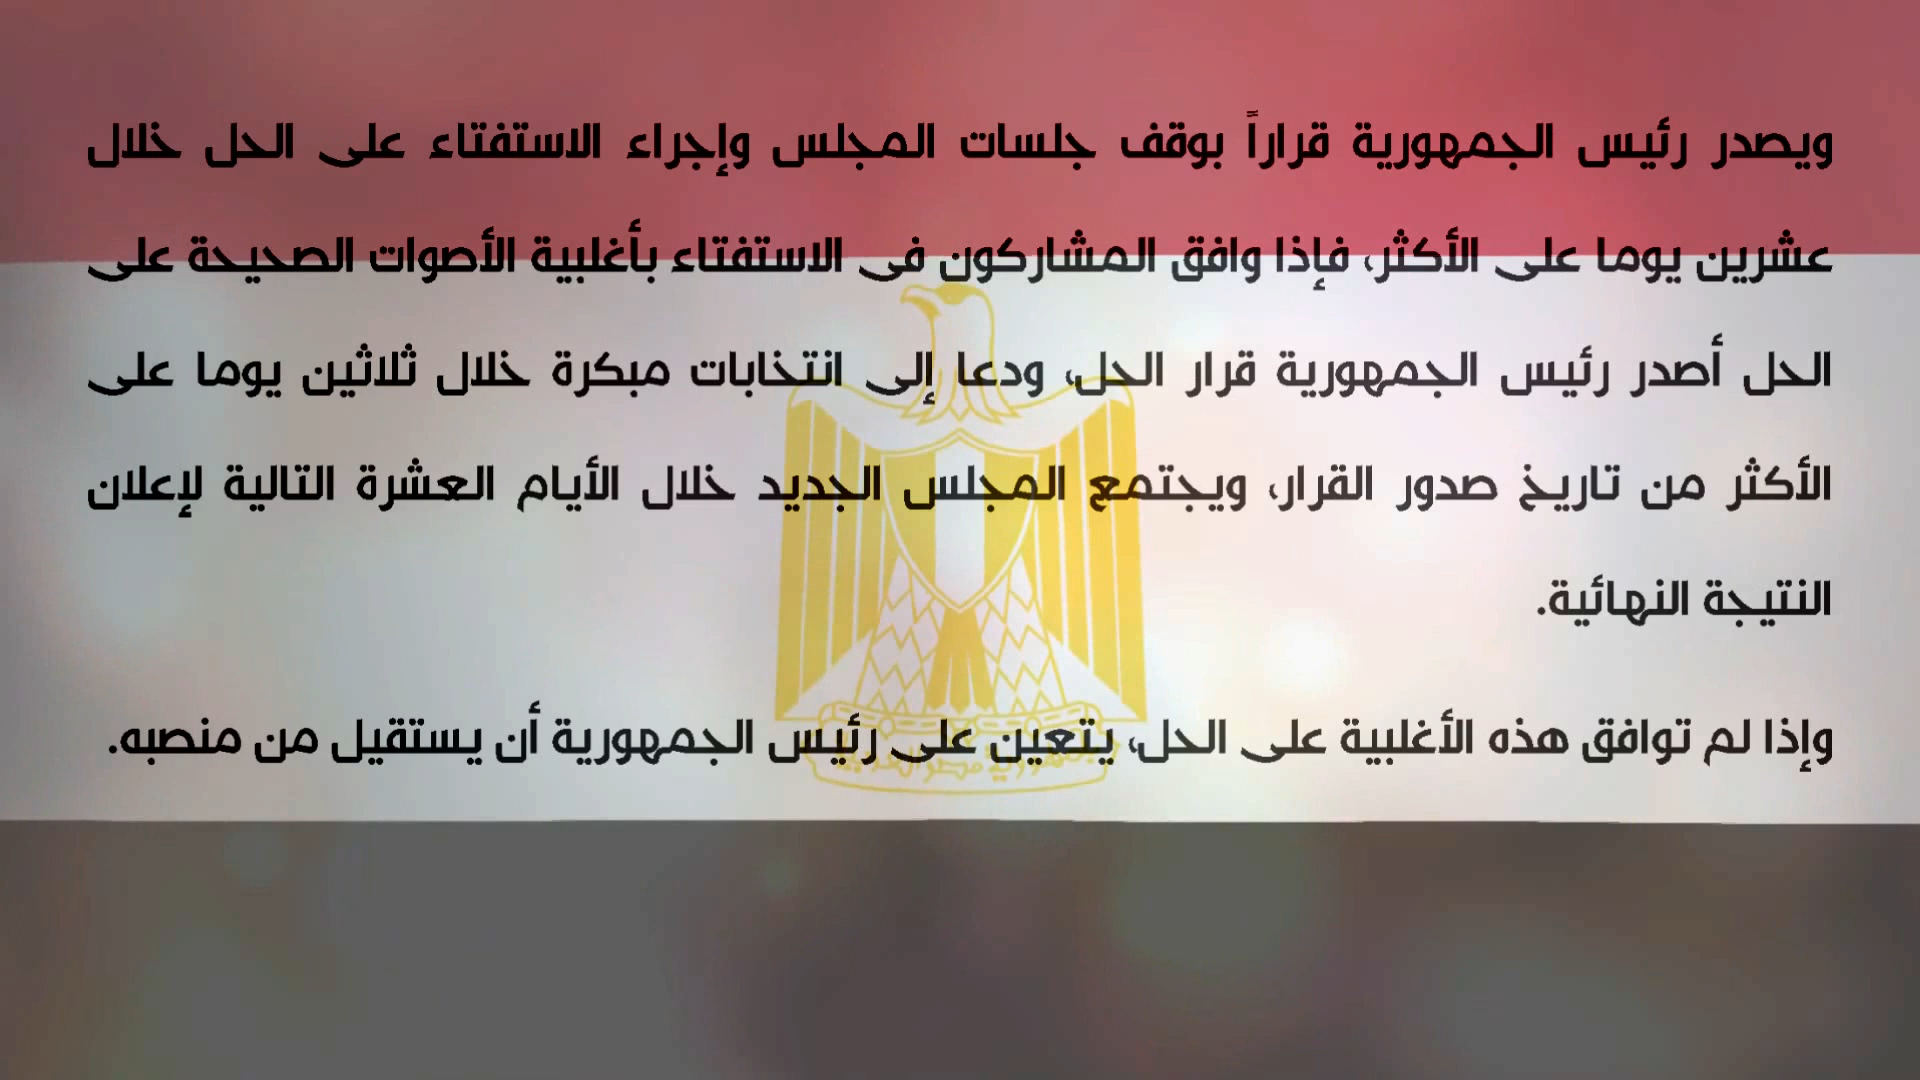 ويصدر رئيس الجمهورية قراراً بوقف جلسات المجلس وإجراء الاستفتاء على الحل خلال
عشرين يوما على الأكثر، فإذا وافق المشاركون فى الاستفتاء بأغلبية الأصوات الصحيحة على
الحل أصدر رئيس الجمهورية قرار الحل، ودعا إلى انتخابات مبكرة خلال ثلاثين يوما على
الأكثر من تاريخ صدور القرار، ويجتمع المجلس الجديد خلال الأيام العشرة التالية لإعلان
النتيجة النهائية.
وإذا لم توافق هذه الأغلبية على الحل، يتعين على رئيس الجمهورية أن يستقيل من منصبه.